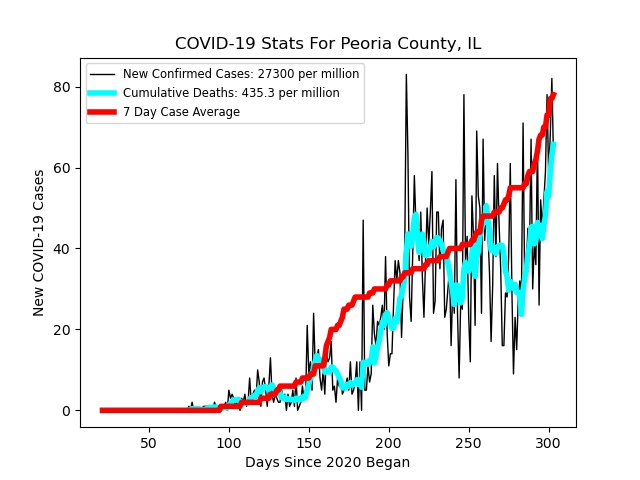 COVID-19 Stats For Peoria County, IL
New Confirmed Cases: 27300 per million
Cumulative Deaths: 435.3 per million
7 Day Case Average
New COVID-19 Cases
80
60
40
20
0
50 100 150 200 250 300
Days Since 2020 Began